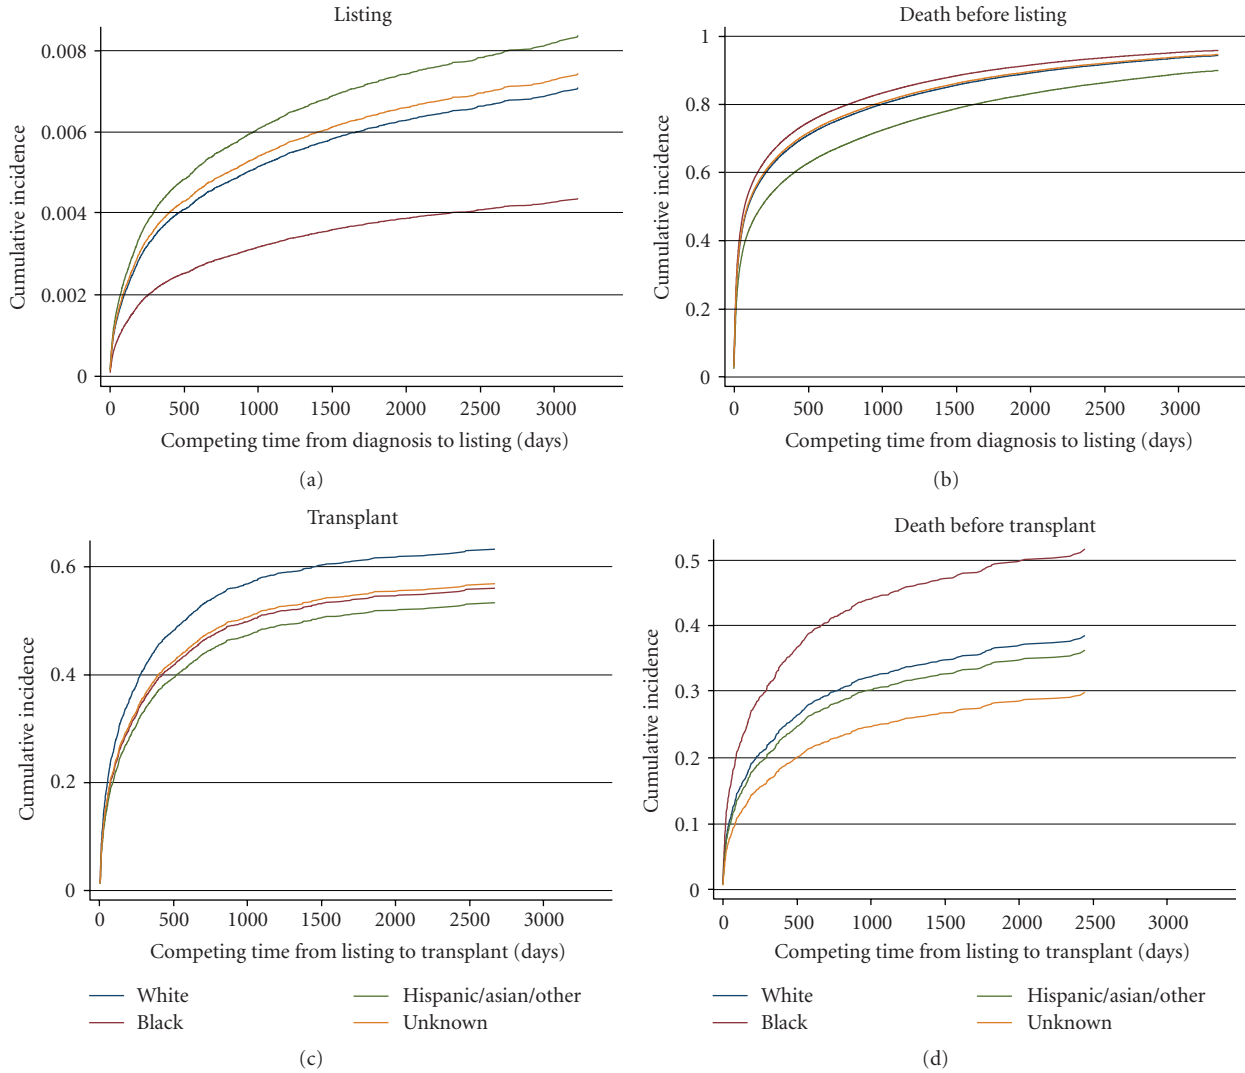 Listing
Cumulative incidence
0.008
0.006
0.004
0.002
0
0 500 1000 1500 2000 2500 3000
Competing time from diagnosis to listing (days)
(a)
Death before listing
Cumulative incidence
1
0.8
0.6
0.4
0.2
0
0 500 1000 1500 2000 2500 3000
Competing time from diagnosis to listing (days)
(b)
Transplant
Cumulative incidence
0.6
0.4
0.2
0
0 500 1000 1500 2000 2500 3000
Competing time from listing to transplant (days)
White Hispanic/asian/other
Black Unknown
(c)
Death before transplant
Cumulative incidence
0.5
0.4
0.3
0.2
0.1
0
0 500 1000 1500 2000 2500 3000
Competing time from listing to transplant (days)
White Hispanic/asian/other
Black Unknown
(d)